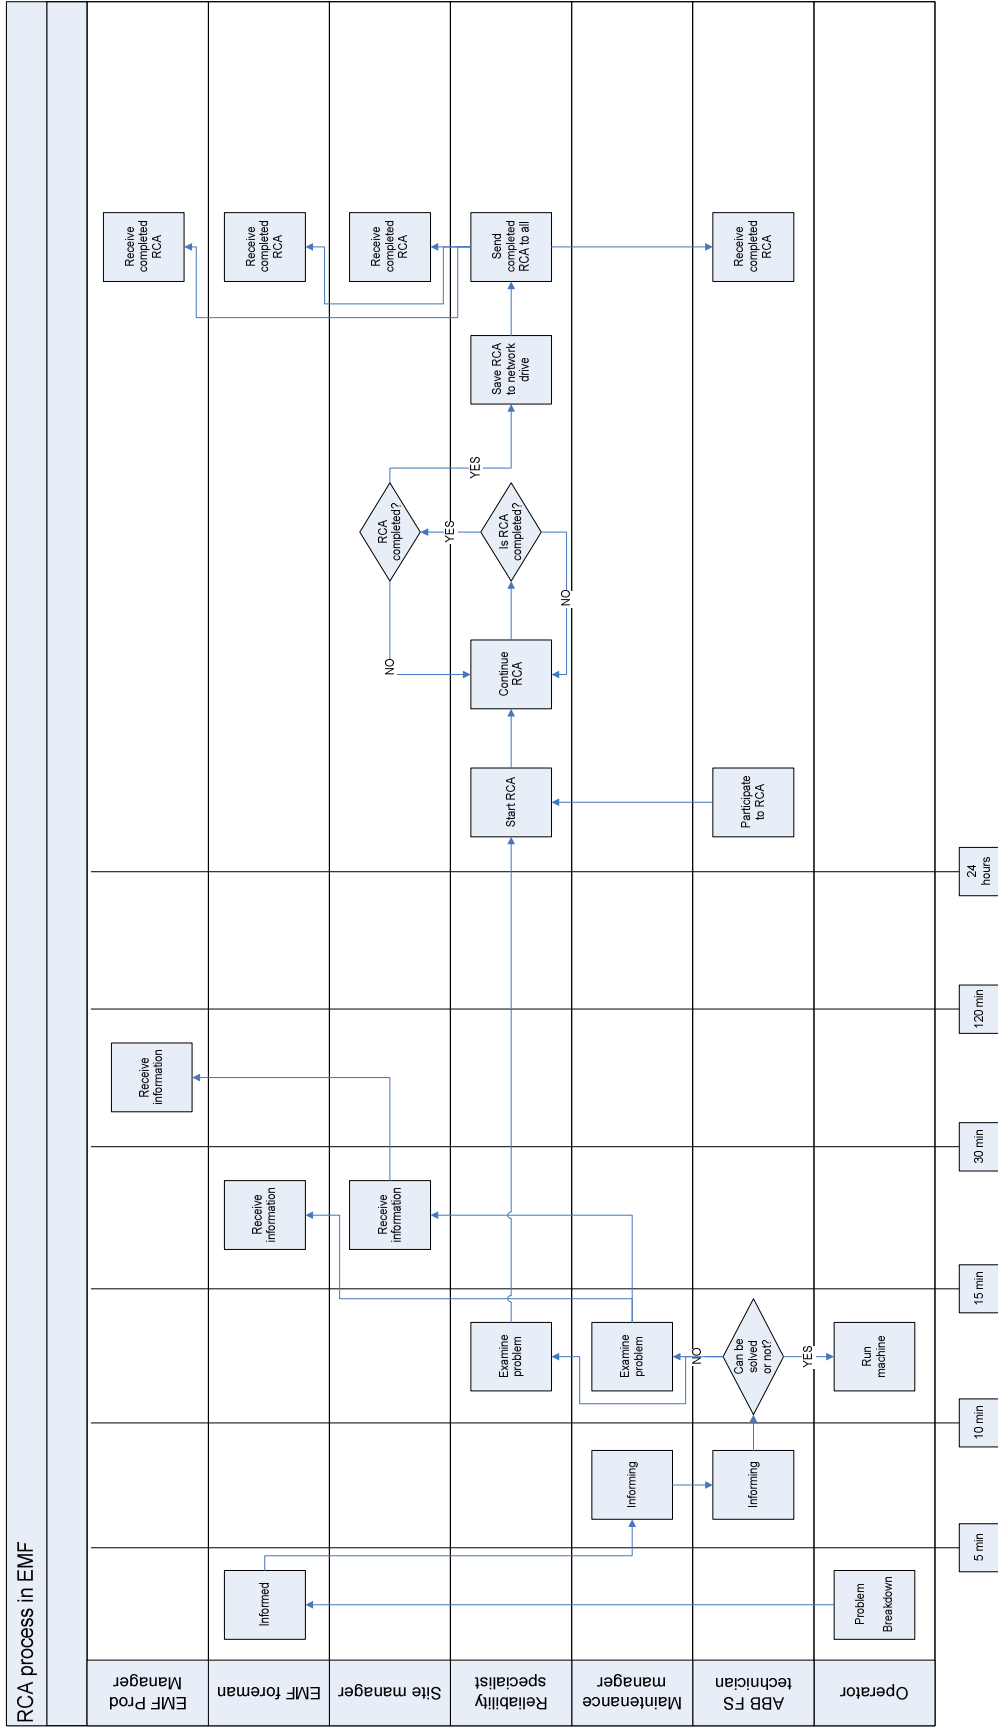 RCA process in EMF
EMF Prod
Manager
Receive
information
Receive
completed
RCA
EMF foreman
Informed
Receive
information
Receive
completed
RCA
Site manager
Receive
information
NO
RCA
completed?
YES
Receive
completed
RCA
Reliability
specialist
Examine
problem
Start RCA
Continue
RCA
NO
Is RCA
completed?
YES
Save RCA
to network
drive
Send
completed
RCA to all
Maintenance
manager
Informing
Examine
problem
ABB FS
technician
Informing
Can be
solved
or not?
NO
YES
Participate
to RCA
Receive
completed
RCA
Operator
Problem
Breakdown
Run
machine
5 min
10 min
15 min
30 min
120 min
24
hours